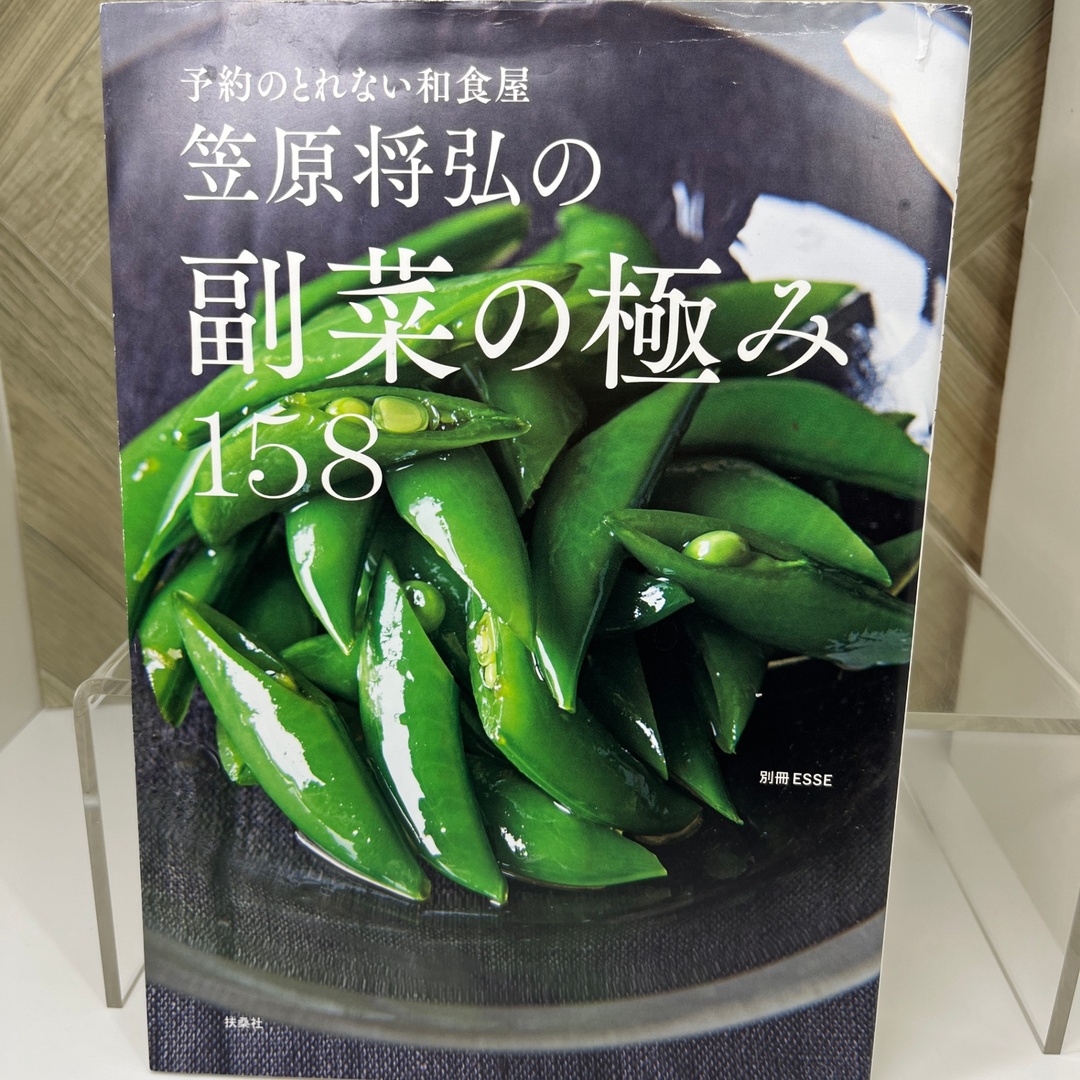 予約のとれない和食屋
笠原将弘の
副菜の極み
158
別冊ESSE
扶桑社